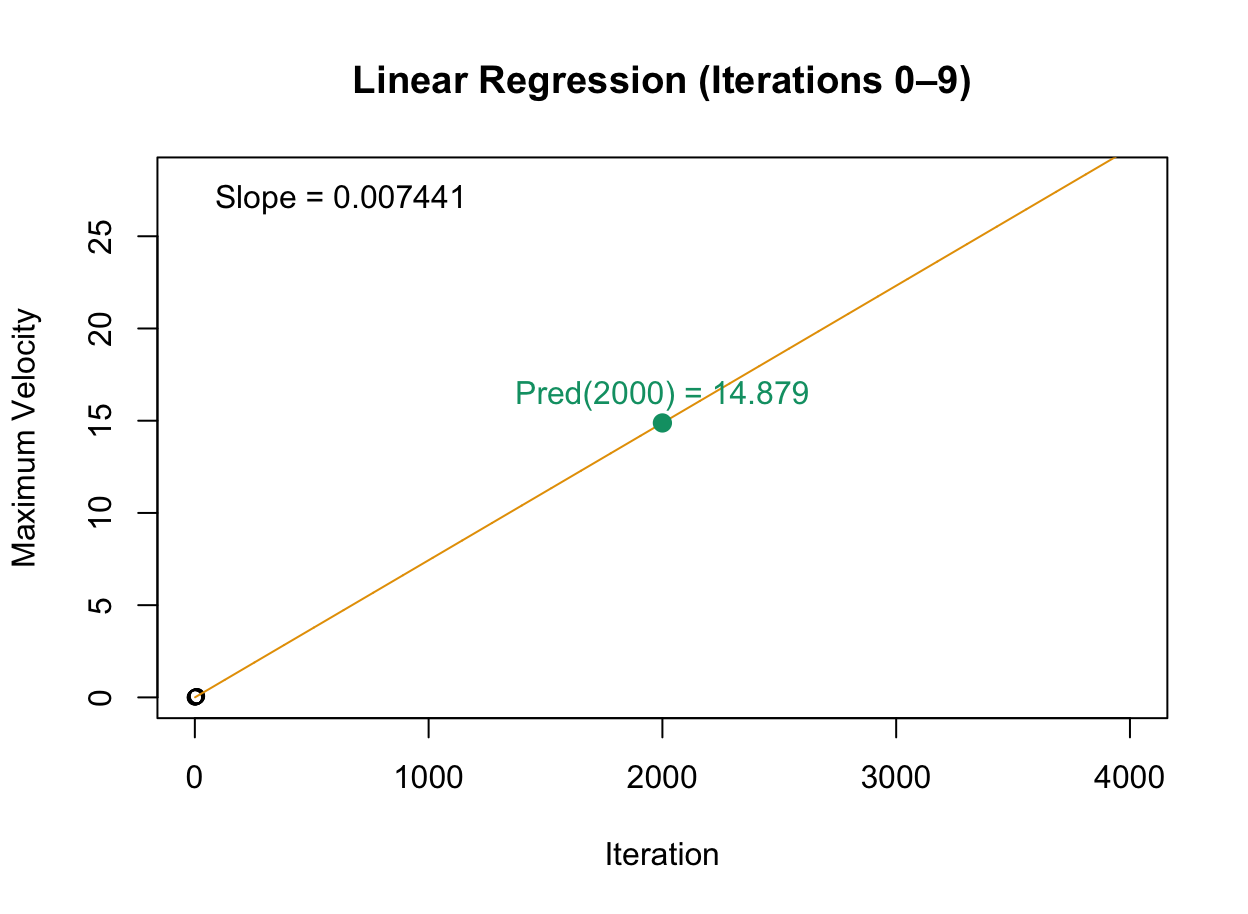 Linear Regression (Iterations 0–9)
Slope = 0.007441
Pred(2000) = 14.879
Maximum Velocity
25
20
15
10
5
0
0 1000 2000 3000 4000
Iteration